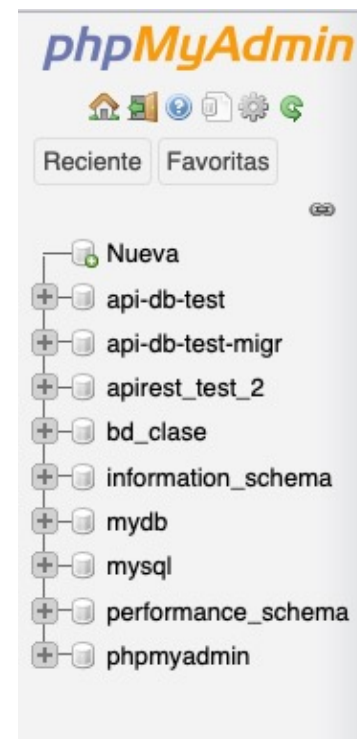 phpMyAdmin
Reciente Favoritas
Nueva
api-db-test
api-db-test-migr
apirest_test_2
bd_clase
information_schema
mydb
mysql
performance_schema
phpmyadmin